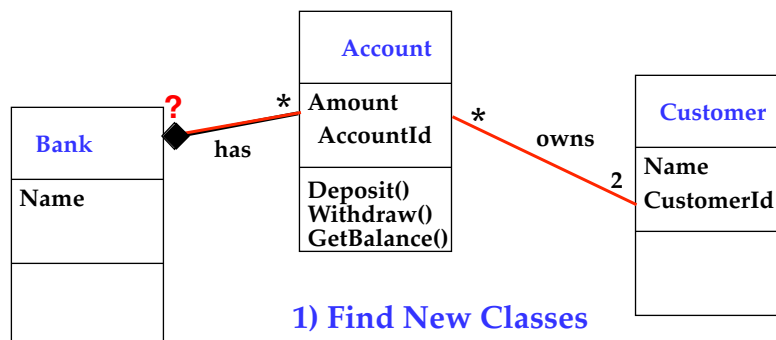 Account
Amount
AccountId
Deposit()
Withdraw()
GetBalance()
?
*
has
Bank
Name
*
owns
2
Customer
Name
CustomerId
1) Find New Classes